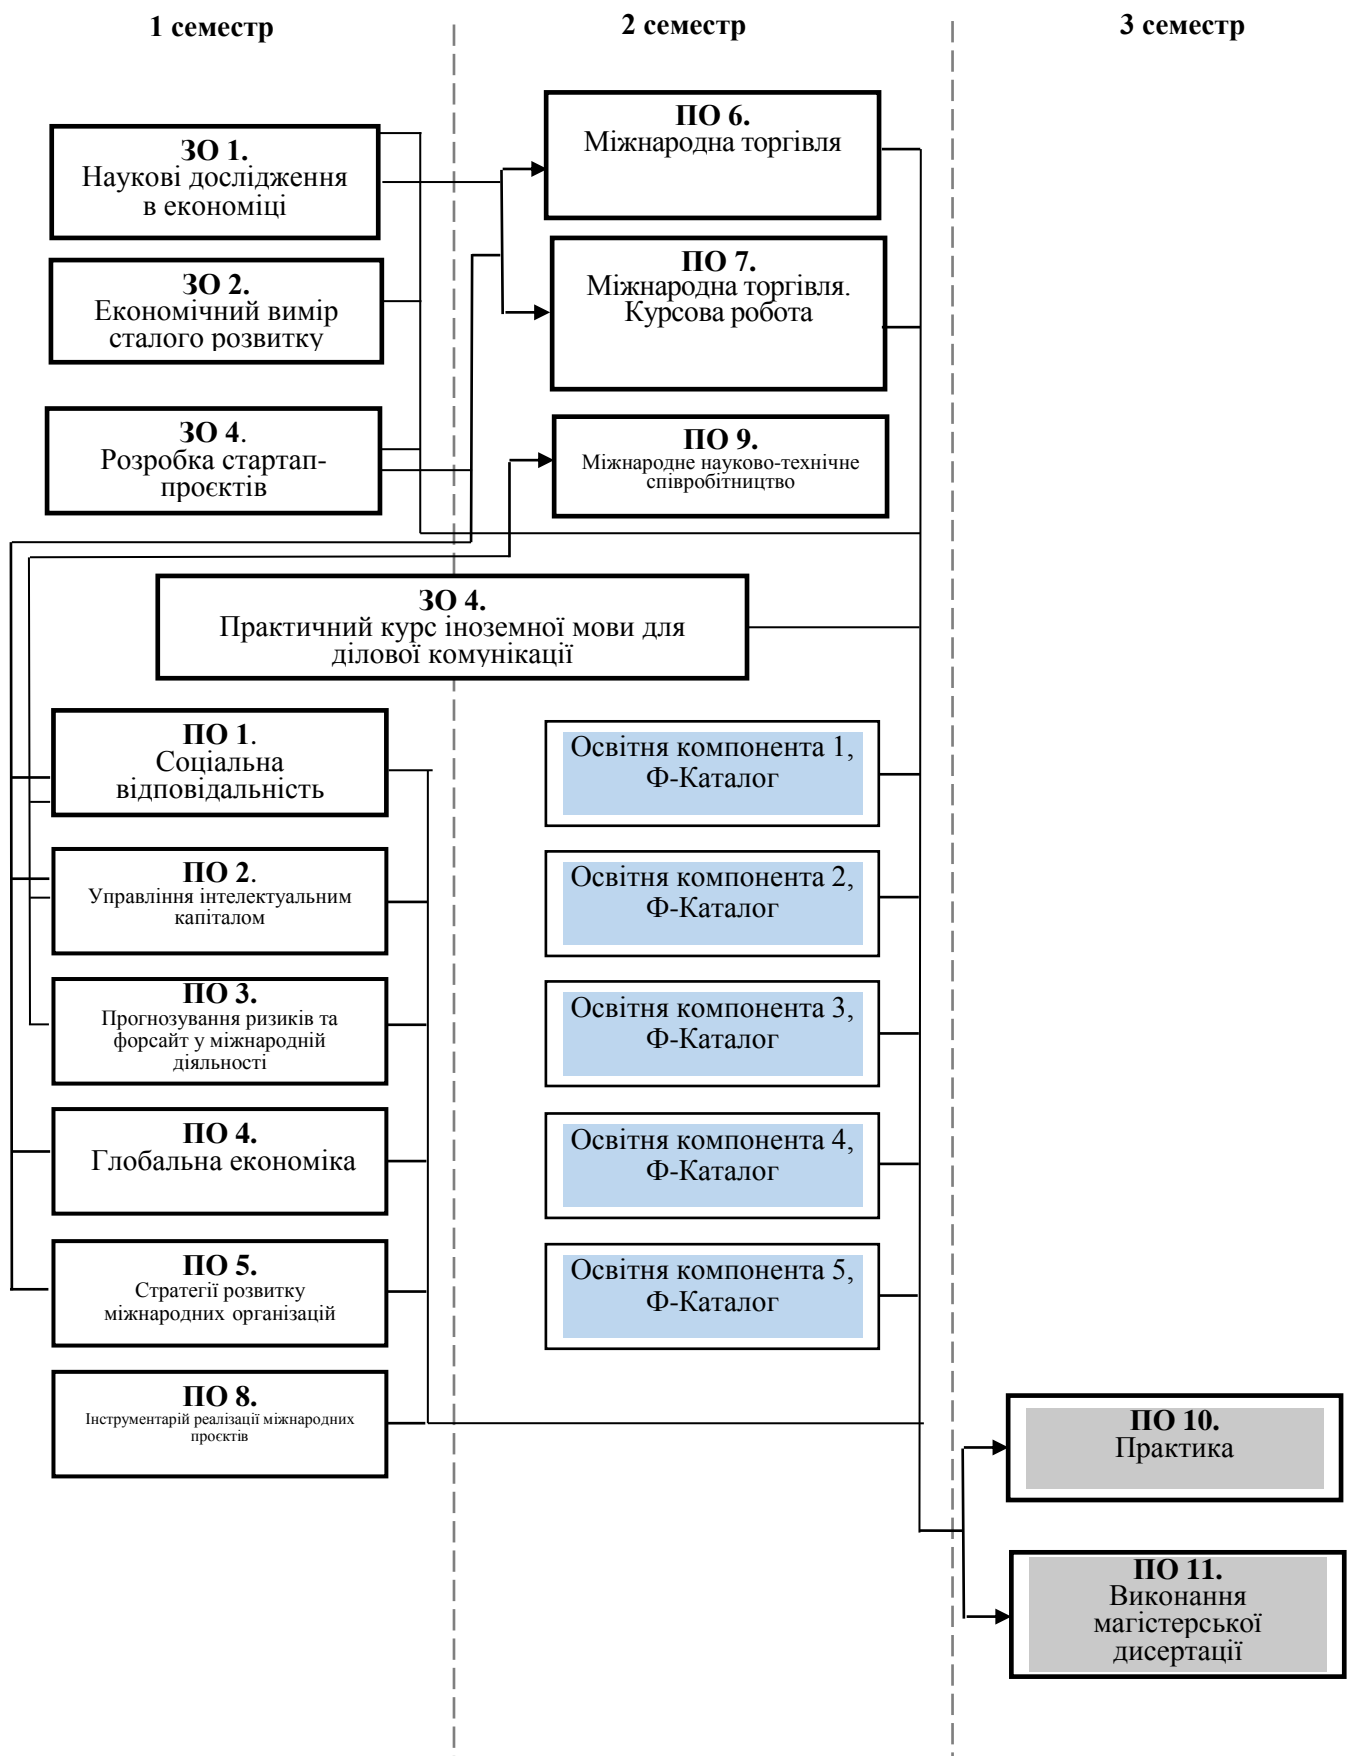 1 семестр
2 семестр
3 семестр
ЗО 1.
Наукові дослідження
в економіці
ЗО 2.
Економічний вимір
сталого розвитку
ЗО 4.
Розробка стартап-
проєктів
ПО 6.
Міжнародна торгівля
ПО 7.
Міжнародна торгівля.
Курсова робота
ПО 9.
Міжнародне науково-технічне
співробітництво
ЗО 4.
Практичний курс іноземної мови для
ділової комунікації
ПО 1.
Соціальна
відповідальність
ПО 2.
Управління інтелектуальним
капіталом
ПО 3.
Прогнозування ризиків та
форсайт у міжнародній
діяльності
ПО 4.
Глобальна економіка
ПО 5.
Стратегії розвитку
міжнародних організацій
ПО 8.
Інструментарій реалізації міжнародних
проєктів
Освітня компонента 1,
Ф-Каталог
Освітня компонента 2,
Ф-Каталог
Освітня компонента 3,
Ф-Каталог
Освітня компонента 4,
Ф-Каталог
Освітня компонента 5,
Ф-Каталог
ПО 10.
Практика
ПО 11.
Виконання
магістерської
дисертації